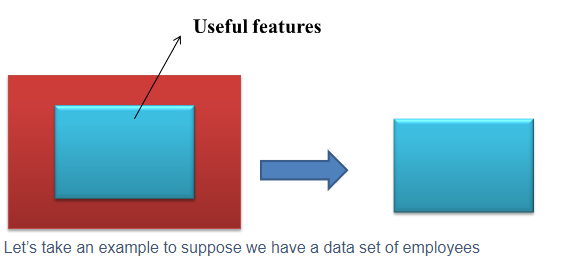 Useful features
Let's take an example to suppose we have a data set of employees